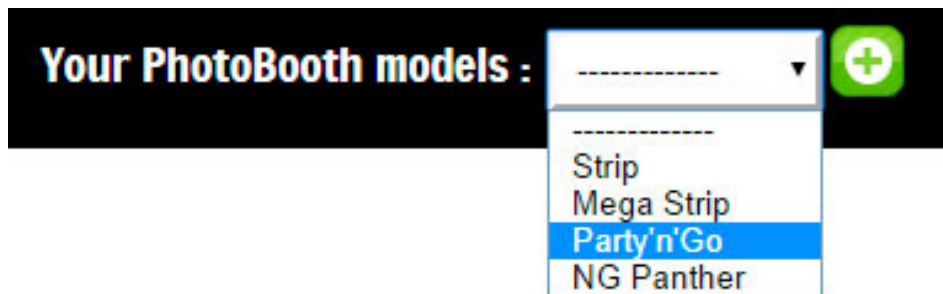 Your PhotoBooth models : -------------
-------------
Strip
Mega Strip
Party'n'Go
NG Panther